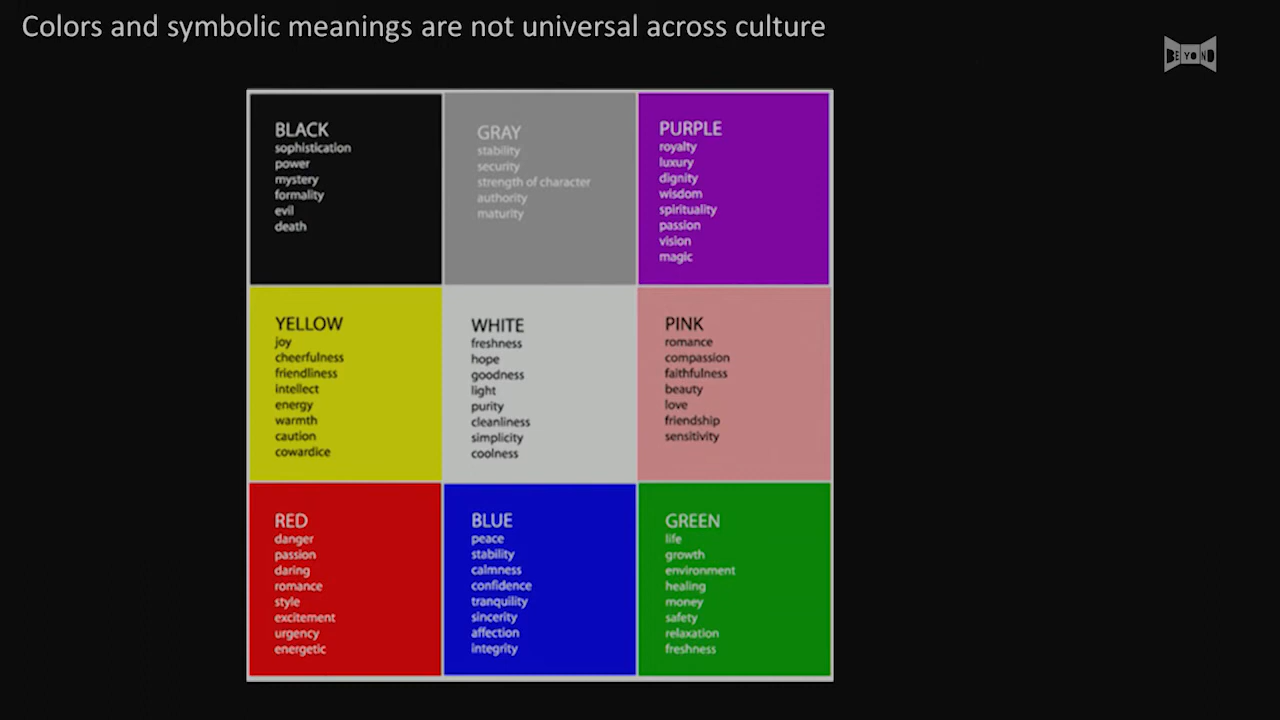 Colors and symbolic meanings are not universal across culture
BEYOND
BLACK
sophistication
power
mystery
formality
evil
death
GRAY
stability
security
strength of character
authority
maturity
PURPLE
royalty
luxury
dignity
wisdom
spirituality
passion
vision
magic
YELLOW
joy
cheerfulness
friendliness
intellect
energy
warmth
caution
cowardice
WHITE
freshness
hope
goodness
light
purity
cleanliness
simplicity
coolness
PINK
romance
compassion
faithfulness
beauty
love
friendship
sensitivity
RED
danger
passion
daring
romance
style
excitement
urgency
energetic
BLUE
peace
stability
calmness
confidence
tranquility
sincerity
affection
integrity
GREEN
life
growth
environment
healing
money
safety
relaxation
freshness